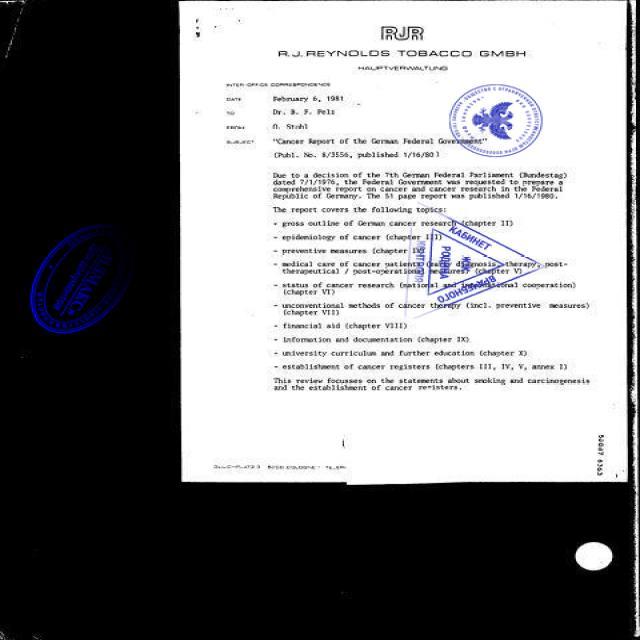 RJR
R.J. REYNOLDS TOBACCO GMBH
HAUPTVERWALTUNG
INTER-OFFICE CORRESPONDENCE
DATE February 6, 1981
TO Dr. B. F. Pelz
FROM O. Stohl
SUBJECT "Cancer Report of the German Federal Government"
(Publ. No. 8/3556, published 1/16/80)
Due to a decision of the 7th German Federal Parliament (Bundestag)
dated 7/1/1976, the Federal Government was requested to prepare a
comprehensive report on cancer and cancer research in the Federal
Republic of Germany. The 51 page report was published 1/16/1980.
The report covers the following topics:
- gross outline of German cancer research (chapter II)
- epidemiology of cancer (chapter III)
- preventive measures (chapter IV)
- medical care of cancer patients (early diagnosis, therapy, post-
therapeutical / post-operational measures) (chapter V)
- status of cancer research (national and international cooperation)
(chapter VI)
- unconventional methods of cancer therapy (incl. preventive measures)
(chapter VII)
- financial aid (chapter VIII)
- information and documentation (chapter IX)
- university curriculum and further education (chapter X)
- establishment of cancer registers (chapters III, IV, V, annex I)
This review focusses on the statements about smoking and carcinogenesis
and the establishment of cancer registers.
КАБИНЕТ
ВРАЧЕБНОГО
РОДИНА
50007 6363